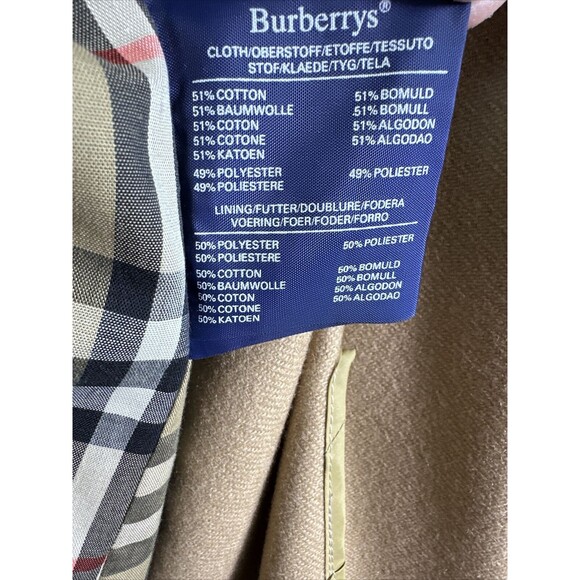 Burberrys®
CLOTH/OBERSTOFF/ETOFFE/TESSUTO
STOF/KLAEDE/TYG/TELA
51% COTTON 51% BOMULD
51% BAUMWOLLE 51% BOMULL
51% COTON 51% ALGODON
51% COTONE 51% ALGODAO
51% KATOEN
49% POLYESTER 49% POLIESTER
49% POLIESTERE
LINING/FUTTER/DOUBLURE/FODERA
VOERING/FOER/FODER/FORRO
50% POLYESTER 50% POLIESTER
50% POLIESTERE
50% COTTON 50% BOMULD
50% BAUMWOLLE 50% BOMULL
50% COTON 50% ALGODON
50% COTONE 50% ALGODAO
50% KATOEN